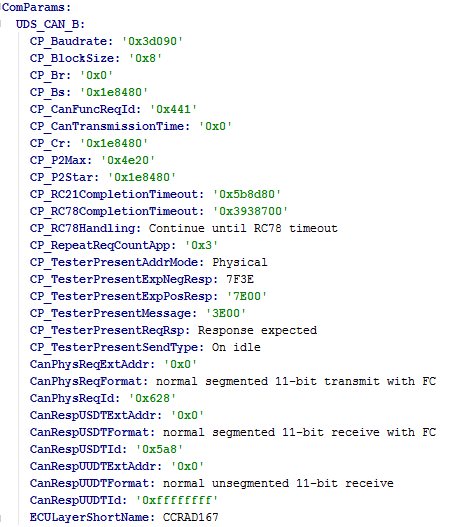 ComParams:
UDS_CAN_B:
CP_Baudrate: '0x3d090'
CP_BlockSize: '0x8'
CP_Br: '0x0'
CP_Bs: '0x1e8480'
CP_CanFuncReqId: '0x441'
CP_CanTransmissionTime: '0x0'
CP_Cr: '0x1e8480'
CP_P2Max: '0x4e20'
CP_P2Star: '0x1e8480'
CP_RC21CompletionTimeout: '0x5b8d80'
CP_RC78CompletionTimeout: '0x3938700'
CP_RC78Handling: Continue until RC78 timeout
CP_RepeatReqCountApp: '0x3'
CP_TesterPresentAddrMode: Physical
CP_TesterPresentExpNegResp: 7F3E
CP_TesterPresentExpPosResp: '7E00'
CP_TesterPresentMessage: '3E00'
CP_TesterPresentReqRsp: Response expected
CP_TesterPresentSendType: On idle
CanPhysReqExtAddr: '0x0'
CanPhysReqFormat: normal segmented 11-bit transmit with FC
CanPhysReqId: '0x628'
CanRespUSDTExtAddr: '0x0'
CanRespUSDTFormat: normal segmented 11-bit receive with FC
CanRespUSDTId: '0x5a8'
CanRespUUDTExtAddr: '0x0'
CanRespUUDTFormat: normal unsegmented 11-bit receive
CanRespUUDTId: '0xffffffff'
ECULayerShortName: CCRAD167